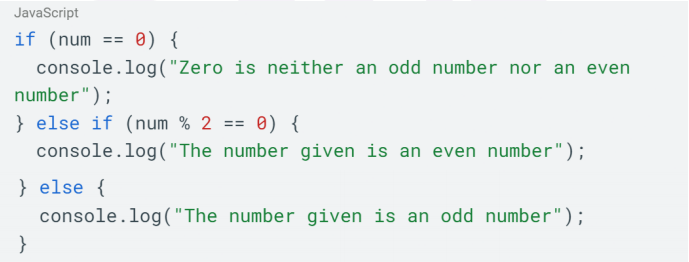 JavaScript
if (num == 0) {
  console.log("Zero is neither an odd number nor an even
number");
} else if (num % 2 == 0) {
  console.log("The number given is an even number");
} else {
  console.log("The number given is an odd number");
}